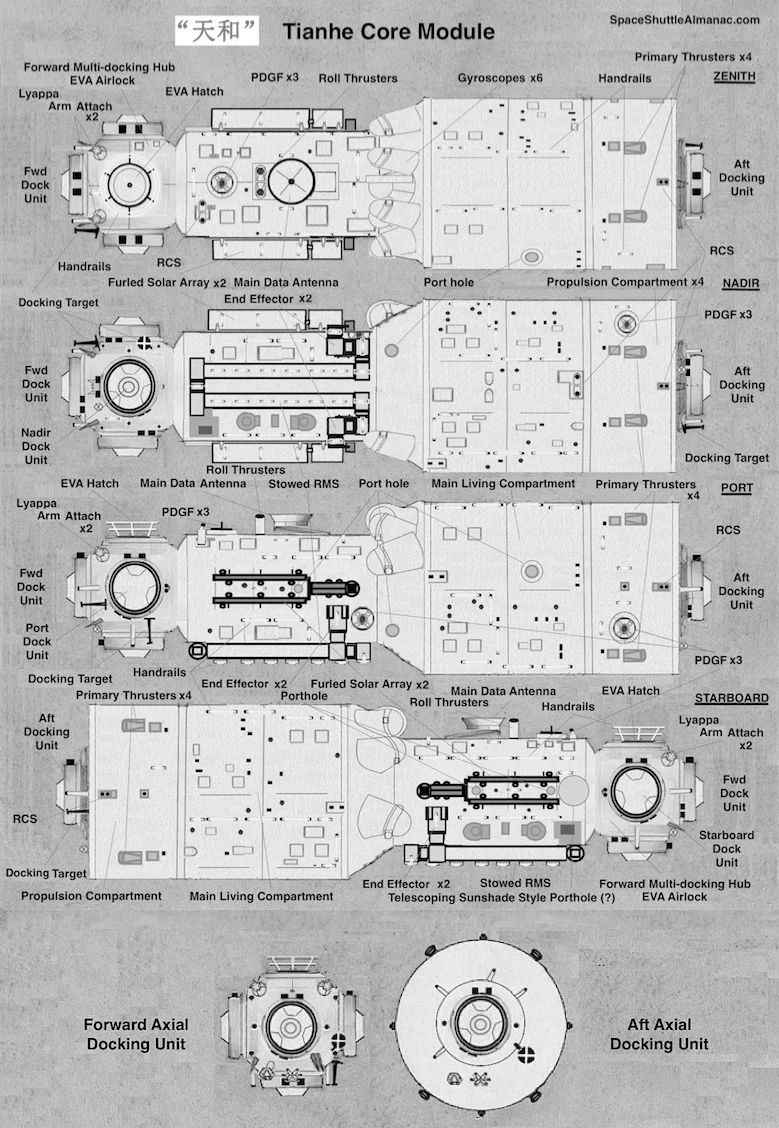 SpaceShuttleAlmanac.com
“天和” Tianhe Core Module
Primary Thrusters x4
ZENITH
Forward Multi-docking Hub
EVA Airlock
EVA Hatch
PDGF x3
Roll Thrusters
Gyroscopes x6
Handrails
Lyappa
Arm Attach
x2
Fwd
Dock
Unit
Aft
Docking
Unit
RCS
Handrails
RCS
Docking Target
Furled Solar Array x2
Main Data Antenna
Port hole
Propulsion Compartment x4
NADIR
End Effector x2
PDGF x3
Fwd
Dock
Unit
Nadir
Dock
Unit
Aft
Docking
Unit
Docking Target
Roll Thrusters
EVA Hatch
Main Data Antenna
Stowed RMS
Port hole
Main Living Compartment
Primary Thrusters
x4
PORT
Lyappa
Arm Attach
x2
PDGF x3
RCS
Fwd
Dock
Unit
Port
Dock
Unit
Aft
Docking
Unit
PDGF x3
Docking Target
Handrails
End Effector x2
Furled Solar Array x2
Primary Thrusters x4
Porthole
Main Data Antenna
Roll Thrusters
Handrails
EVA Hatch
STARBOARD
Lyappa
Arm Attach
x2
Aft
Docking
Unit
Fwd
Dock
Unit
RCS
Starboard
Dock
Unit
Docking Target
Propulsion Compartment
Main Living Compartment
End Effector x2
Stowed RMS
Telescoping Sunshade Style Porthole (?)
Forward Multi-docking Hub
EVA Airlock
Forward Axial
Docking Unit
Aft Axial
Docking Unit